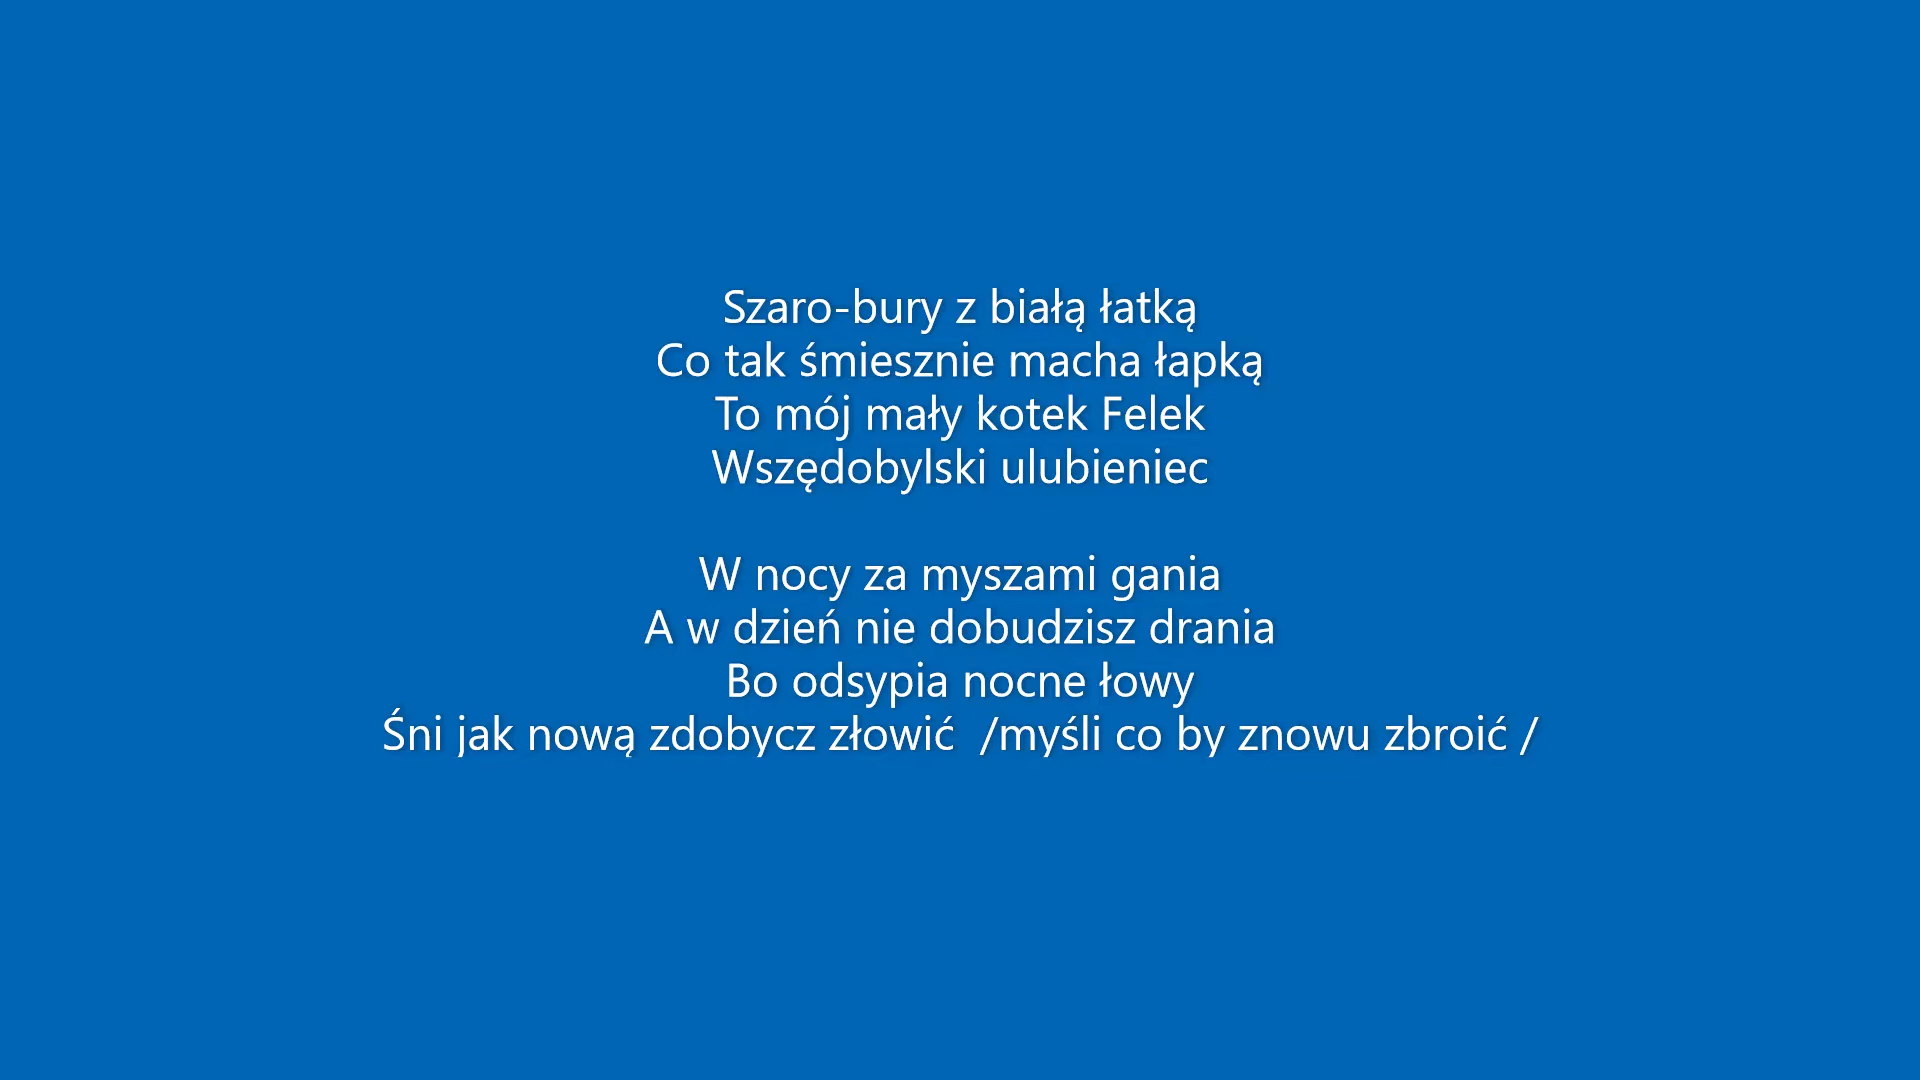 Szaro-bury z białą łatką
Co tak śmiesznie macha łapką
To mój mały kotek Felek
Wszędobylski ulubieniec
W nocy za myszami gania
A w dzień nie dobudzisz drania
Bo odsypia nocne łowy
Śni jak nową zdobycz złowić  /myśli co by znowu zbroić /